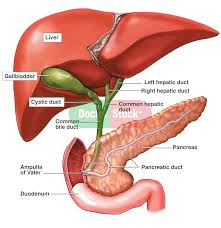 Liver
Gallbladder
Left hepatic duct
Right hepatic duct
Cystic duct
Common hepatic
duct
Common
bile duct
Pancreas
Ampulla
of Vater
Pancreatic duct
Duodenum